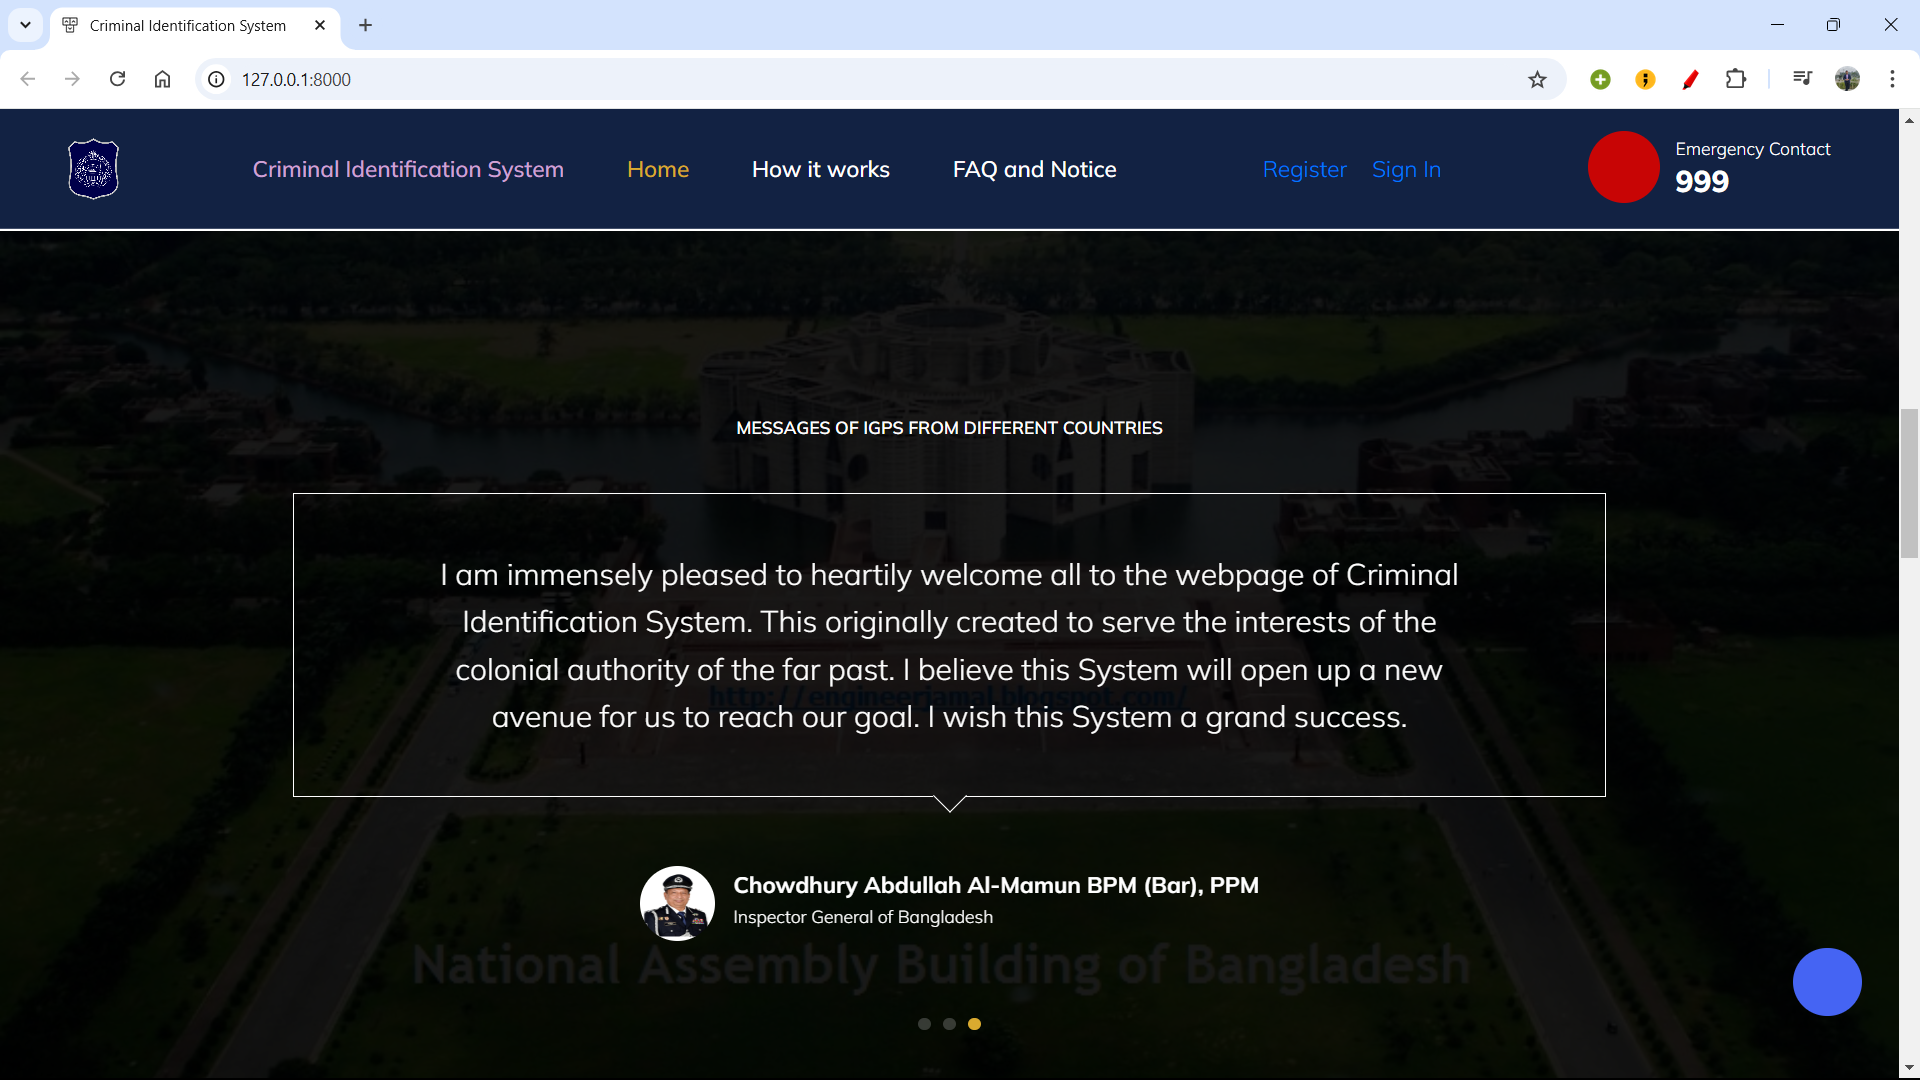 Criminal Identification System
127.0.0.1:8000
Criminal Identification System
Home
How it works
FAQ and Notice
Register
Sign In
Emergency Contact
999
MESSAGES OF IGPS FROM DIFFERENT COUNTRIES
I am immensely pleased to heartily welcome all to the webpage of Criminal
Identification System. This originally created to serve the interests of the
colonial authority of the far past. I believe this System will open up a new
http://engineerjamal.blogspot.com/
avenue for us to reach our goal. I wish this System a grand success.
Chowdhury Abdullah Al-Mamun BPM (Bar), PPM
Inspector General of Bangladesh
National Assembly Building of Bangladesh